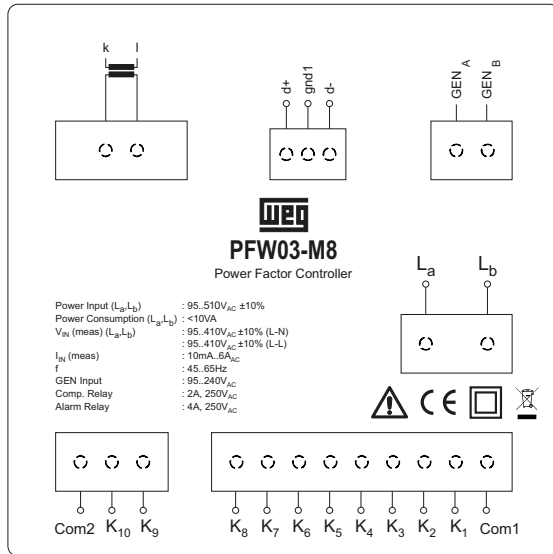 k l
d+ gnd1 d-
GEN A GEN B
weg
PFW03-M8
Power Factor Controller
La Lb
Power Input (La,Lb) : 95..510VAC ±10%
Power Consumption (La,Lb) : <10VA
VIN (meas) (La,Lb) : 95..410VAC ±10% (L-N)
: 95..410VAC ±10% (L-L)
IIN (meas) : 10mA..6AAC
f : 45..65Hz
GEN Input : 95..240VAC
Comp. Relay : 2A, 250VAC
Alarm Relay : 4A, 250VAC
CE
Com2 K10 K9 K8 K7 K6 K5 K4 K3 K2 K1 Com1